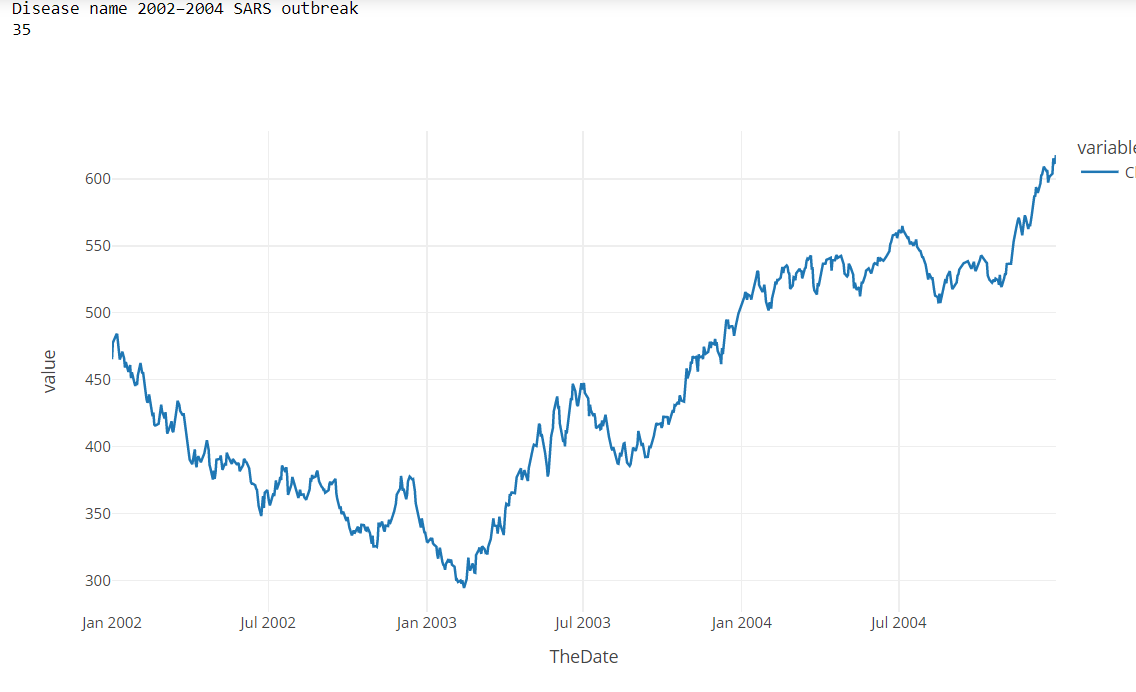 Disease name 2002–2004 SARS outbreak
35
variable
600
550
500
450
400
350
300
value
Jan 2002 Jul 2002 Jan 2003 Jul 2003 Jan 2004 Jul 2004
TheDate